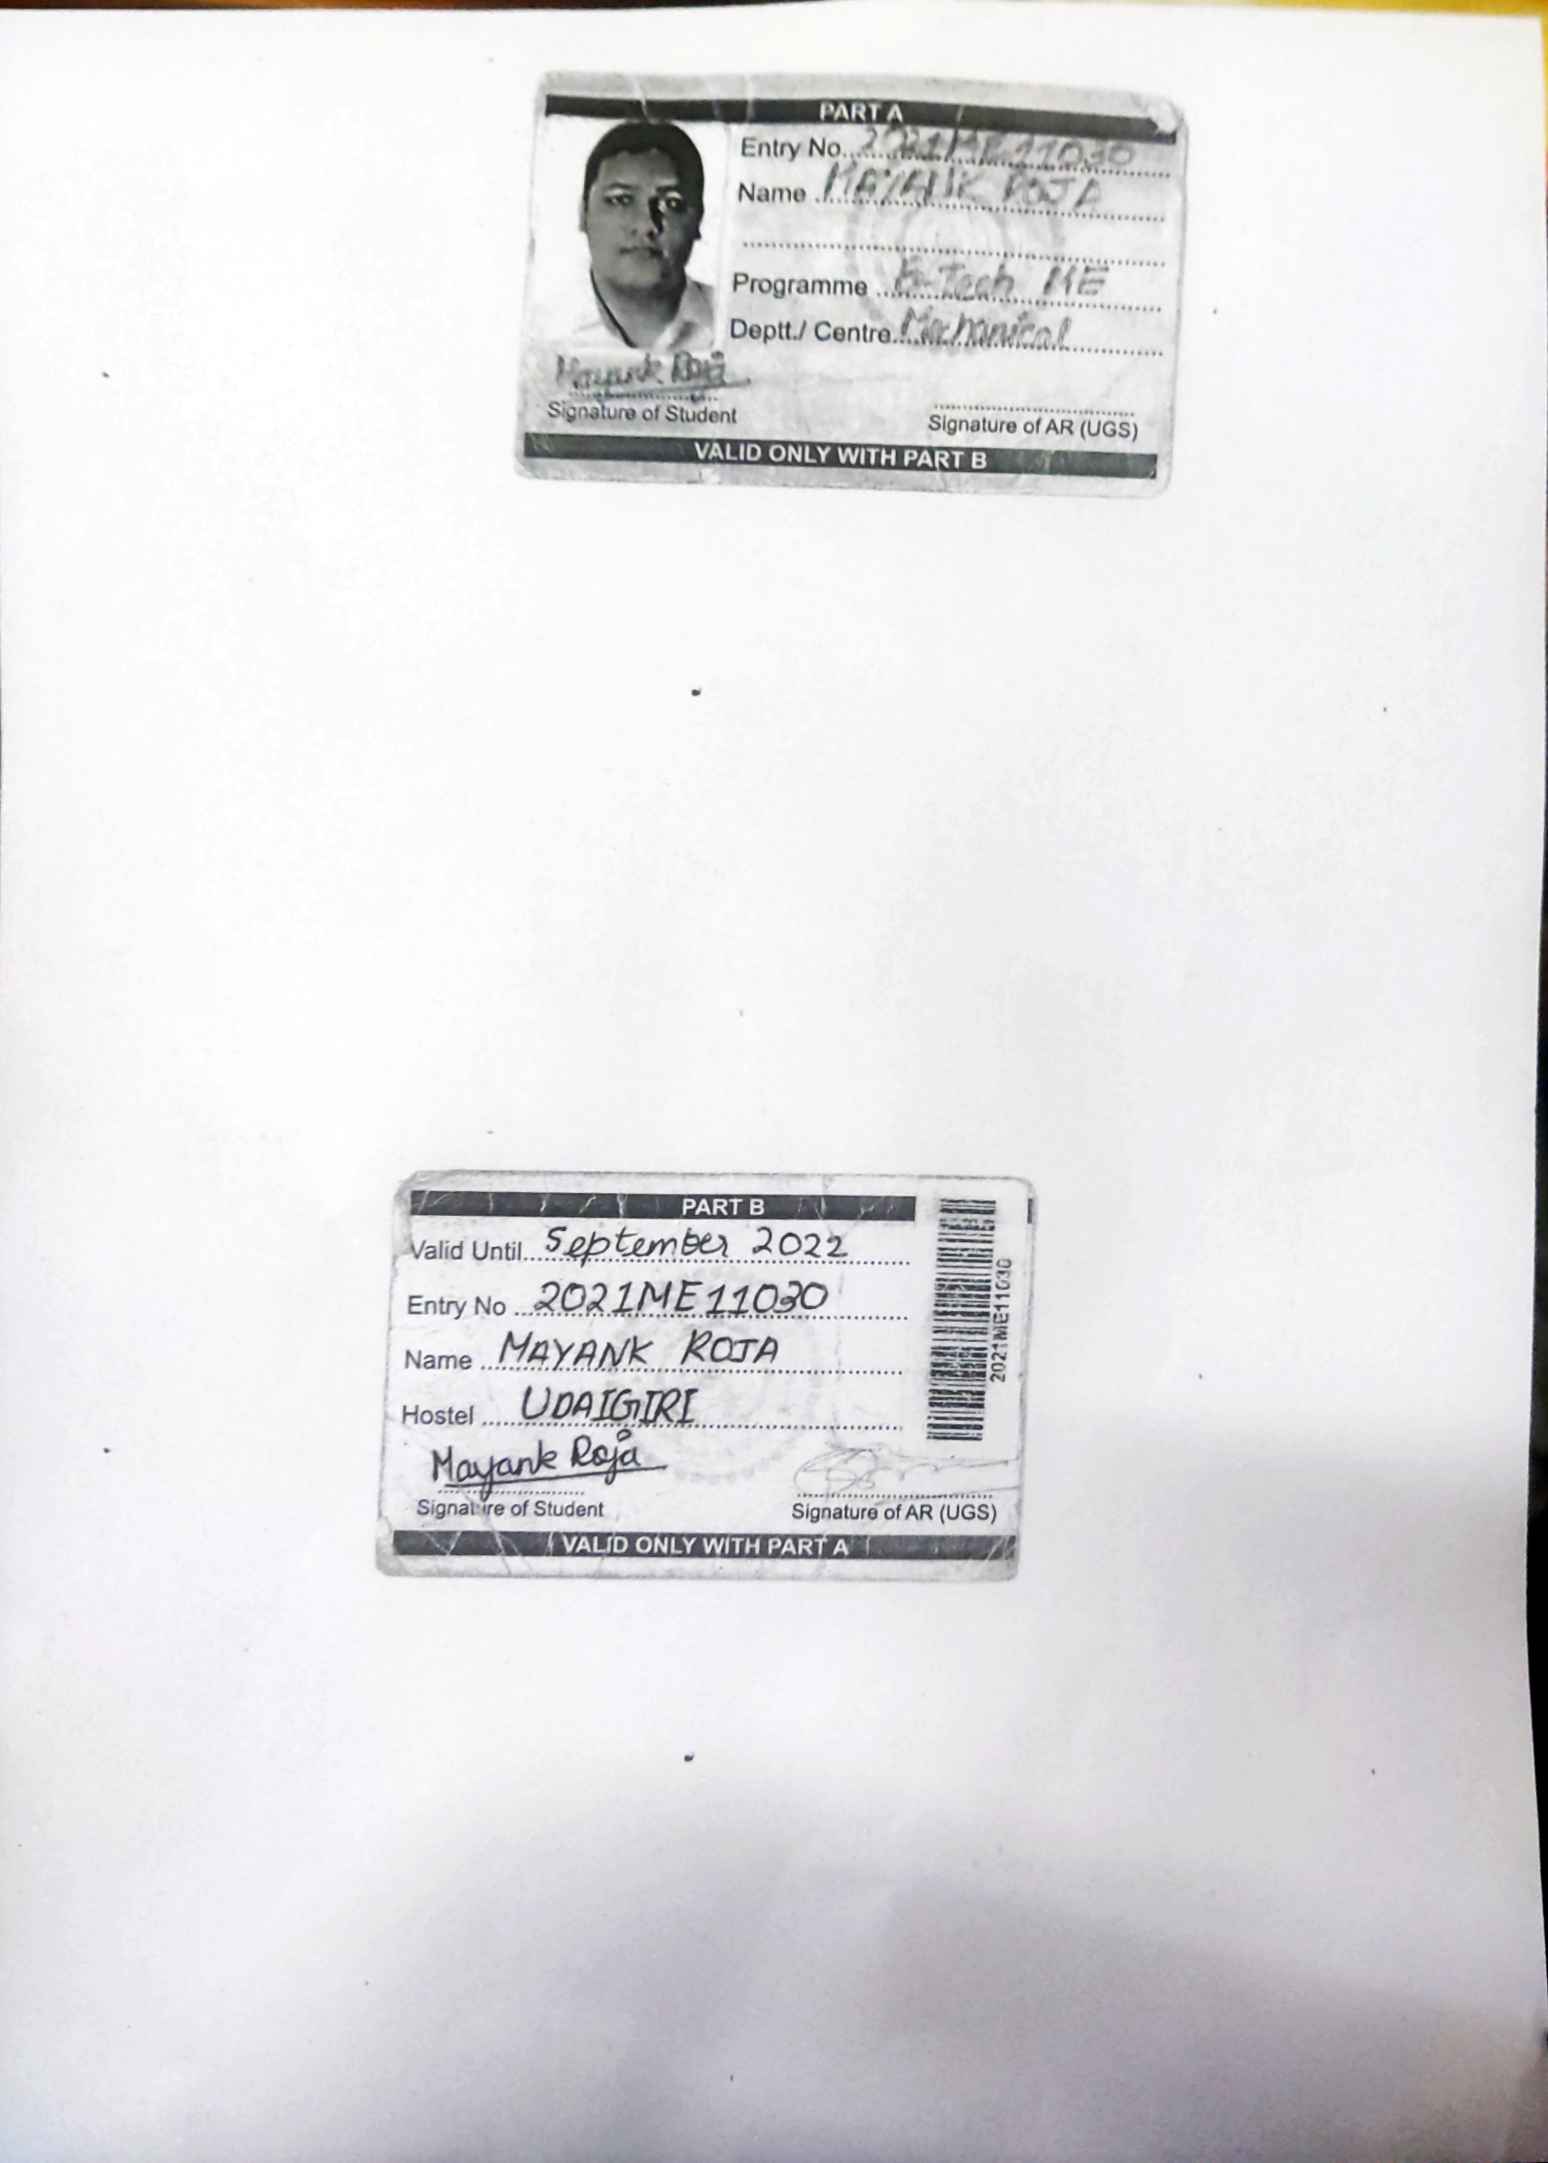 PART A
Entry No. 2021ME11030
Name MAYANK ROJA
Programme B-Tech ME
Deptt./ Centre Mechanical
Mayank Roja
Signature of Student
Signature of AR (UGS)
VALID ONLY WITH PART B
PART B
Valid Until September 2022
Entry No 2021ME11030
Name MAYANK ROJA
Hostel UDAIGIRI
2021ME11030
Mayank Roja
Signature of Student
Signature of AR (UGS)
VALID ONLY WITH PART A